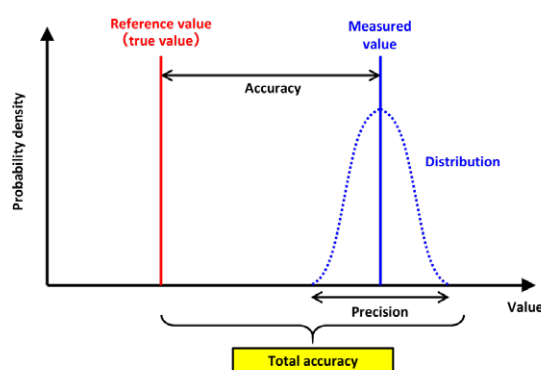 Reference value
（true value）
Measured
value
Accuracy
Probability density
Distribution
Precision
Value
Total accuracy